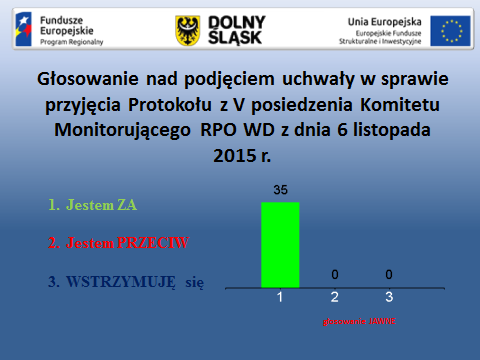 Fundusze
Europejskie
Program Regionalny
DOLNY
ŚLĄSK
Unia Europejska
Europejskie Fundusze
Strukturalne i Inwestycyjne
Głosowanie nad podjęciem uchwały w sprawie
przyjęcia Protokołu z V posiedzenia Komitetu
Monitorującego RPO WD z dnia 6 listopada
2015 r.
1. Jestem ZA
2. Jestem PRZECIW
3. WSTRZYMUJĘ się
35
0
0
1
2
3
głosowanie JAWNE